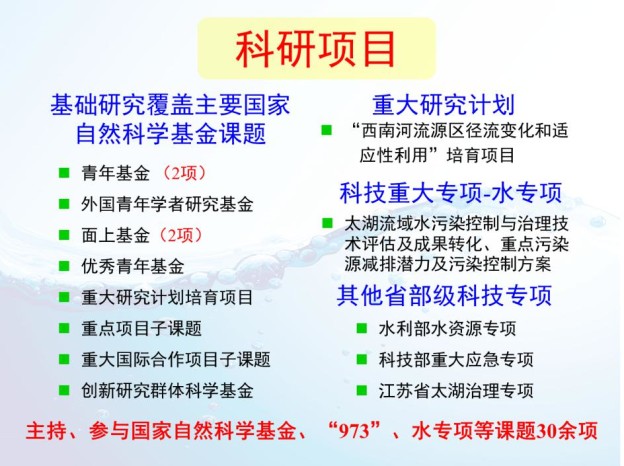 科研项目
基础研究覆盖主要国家
自然科学基金课题
青年基金（2项）
外国青年学者研究基金
面上基金（2项）
优秀青年基金
重大研究计划培育项目
重点项目子课题
重大国际合作项目子课题
创新研究群体科学基金
重大研究计划
“西南河流源区径流变化和适
应性利用”培育项目
科技重大专项-水专项
太湖流域水污染控制与治理技
术评估及成果转化、重点污染
源减排潜力及污染控制方案
其他省部级科技专项
水利部水资源专项
科技部重大应急专项
江苏省太湖治理专项
主持、参与国家自然科学基金、“973”、水专项等课题30余项